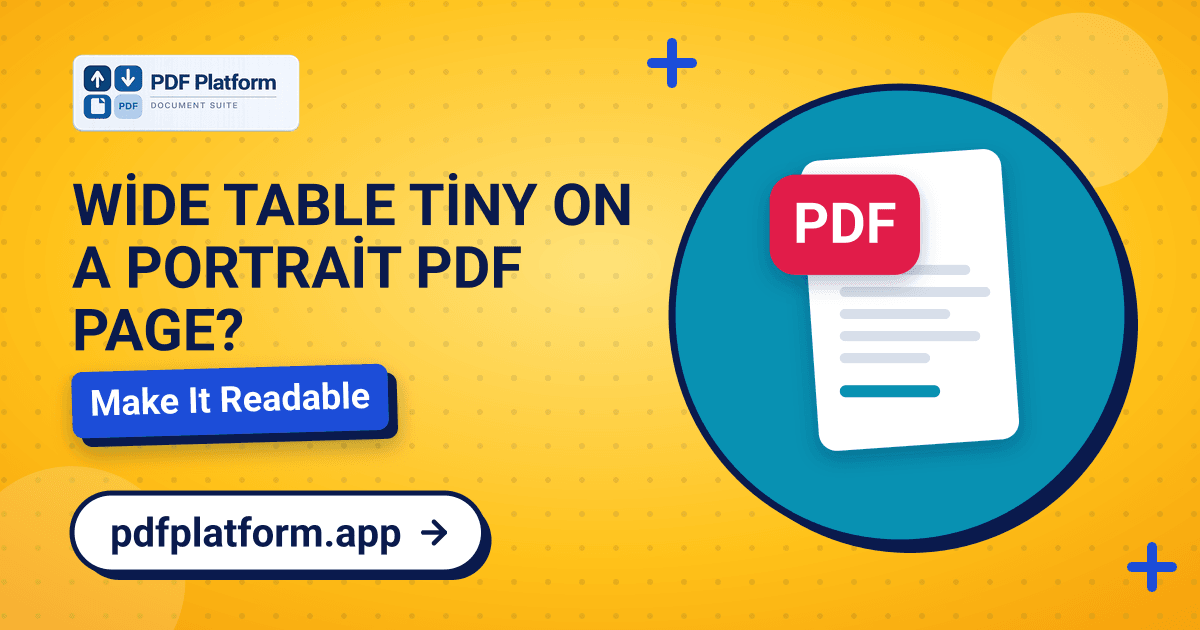 PDF Platform
PDF
DOCUMENT SUITE
WİDE TABLE TİNY ON
A PORTRAİT PDF
PAGE?
Make It Readable
pdfplatform.app →
PDF